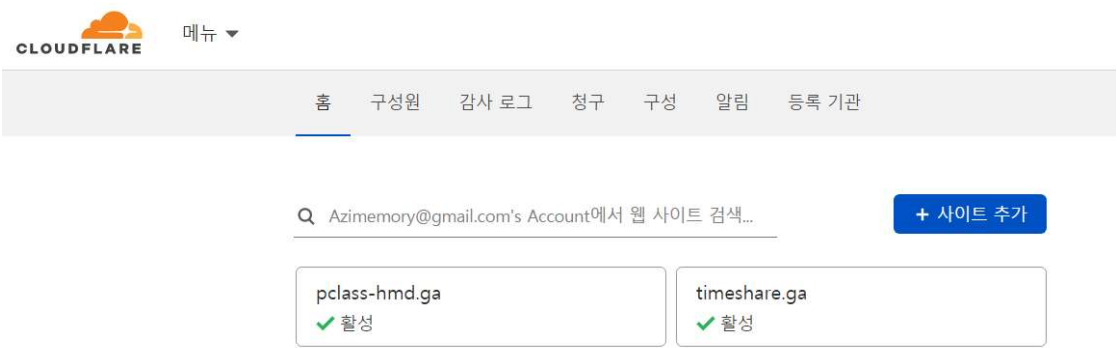 CLOUDFLARE
메뉴
홈 구성원 감사 로그 청구 구성 알림 등록 기관
Azimemory@gmail.com's Account에서 웹 사이트 검색...
+ 사이트 추가
pclass-hmd.ga
활성
timeshare.ga
활성